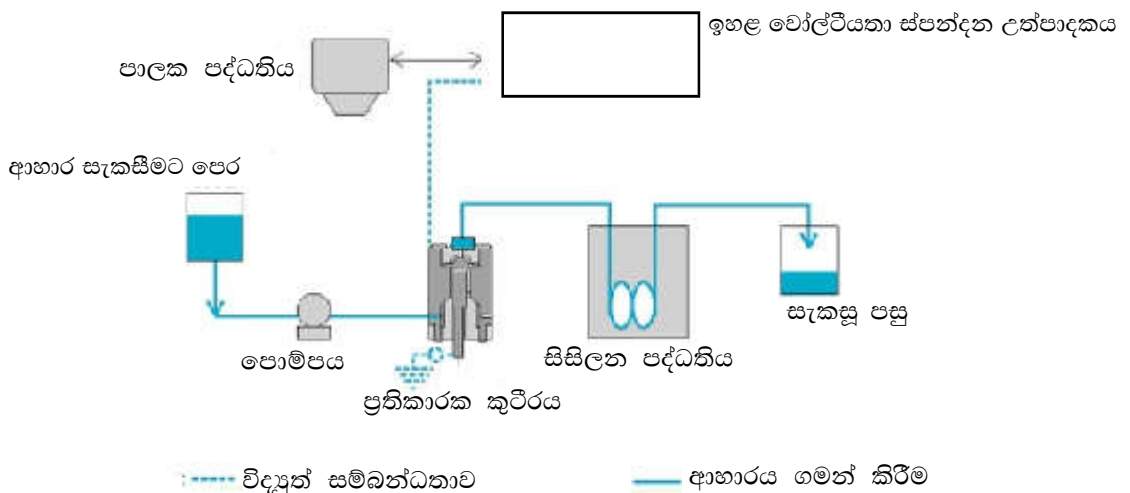 ඉහළ වෝල්ටීයතා ස්පන්දන උත්පාදකය
පාලක පද්ධතිය
ආහාර සැකසීමට පෙර
සැකසූ පසු
පොම්පය
සිසිලන පද්ධතිය
ප්‍රතිකාරක කුටීරය
විද්‍යුත් සම්බන්ධතාව
ආහාරය ගමන් කිරීම